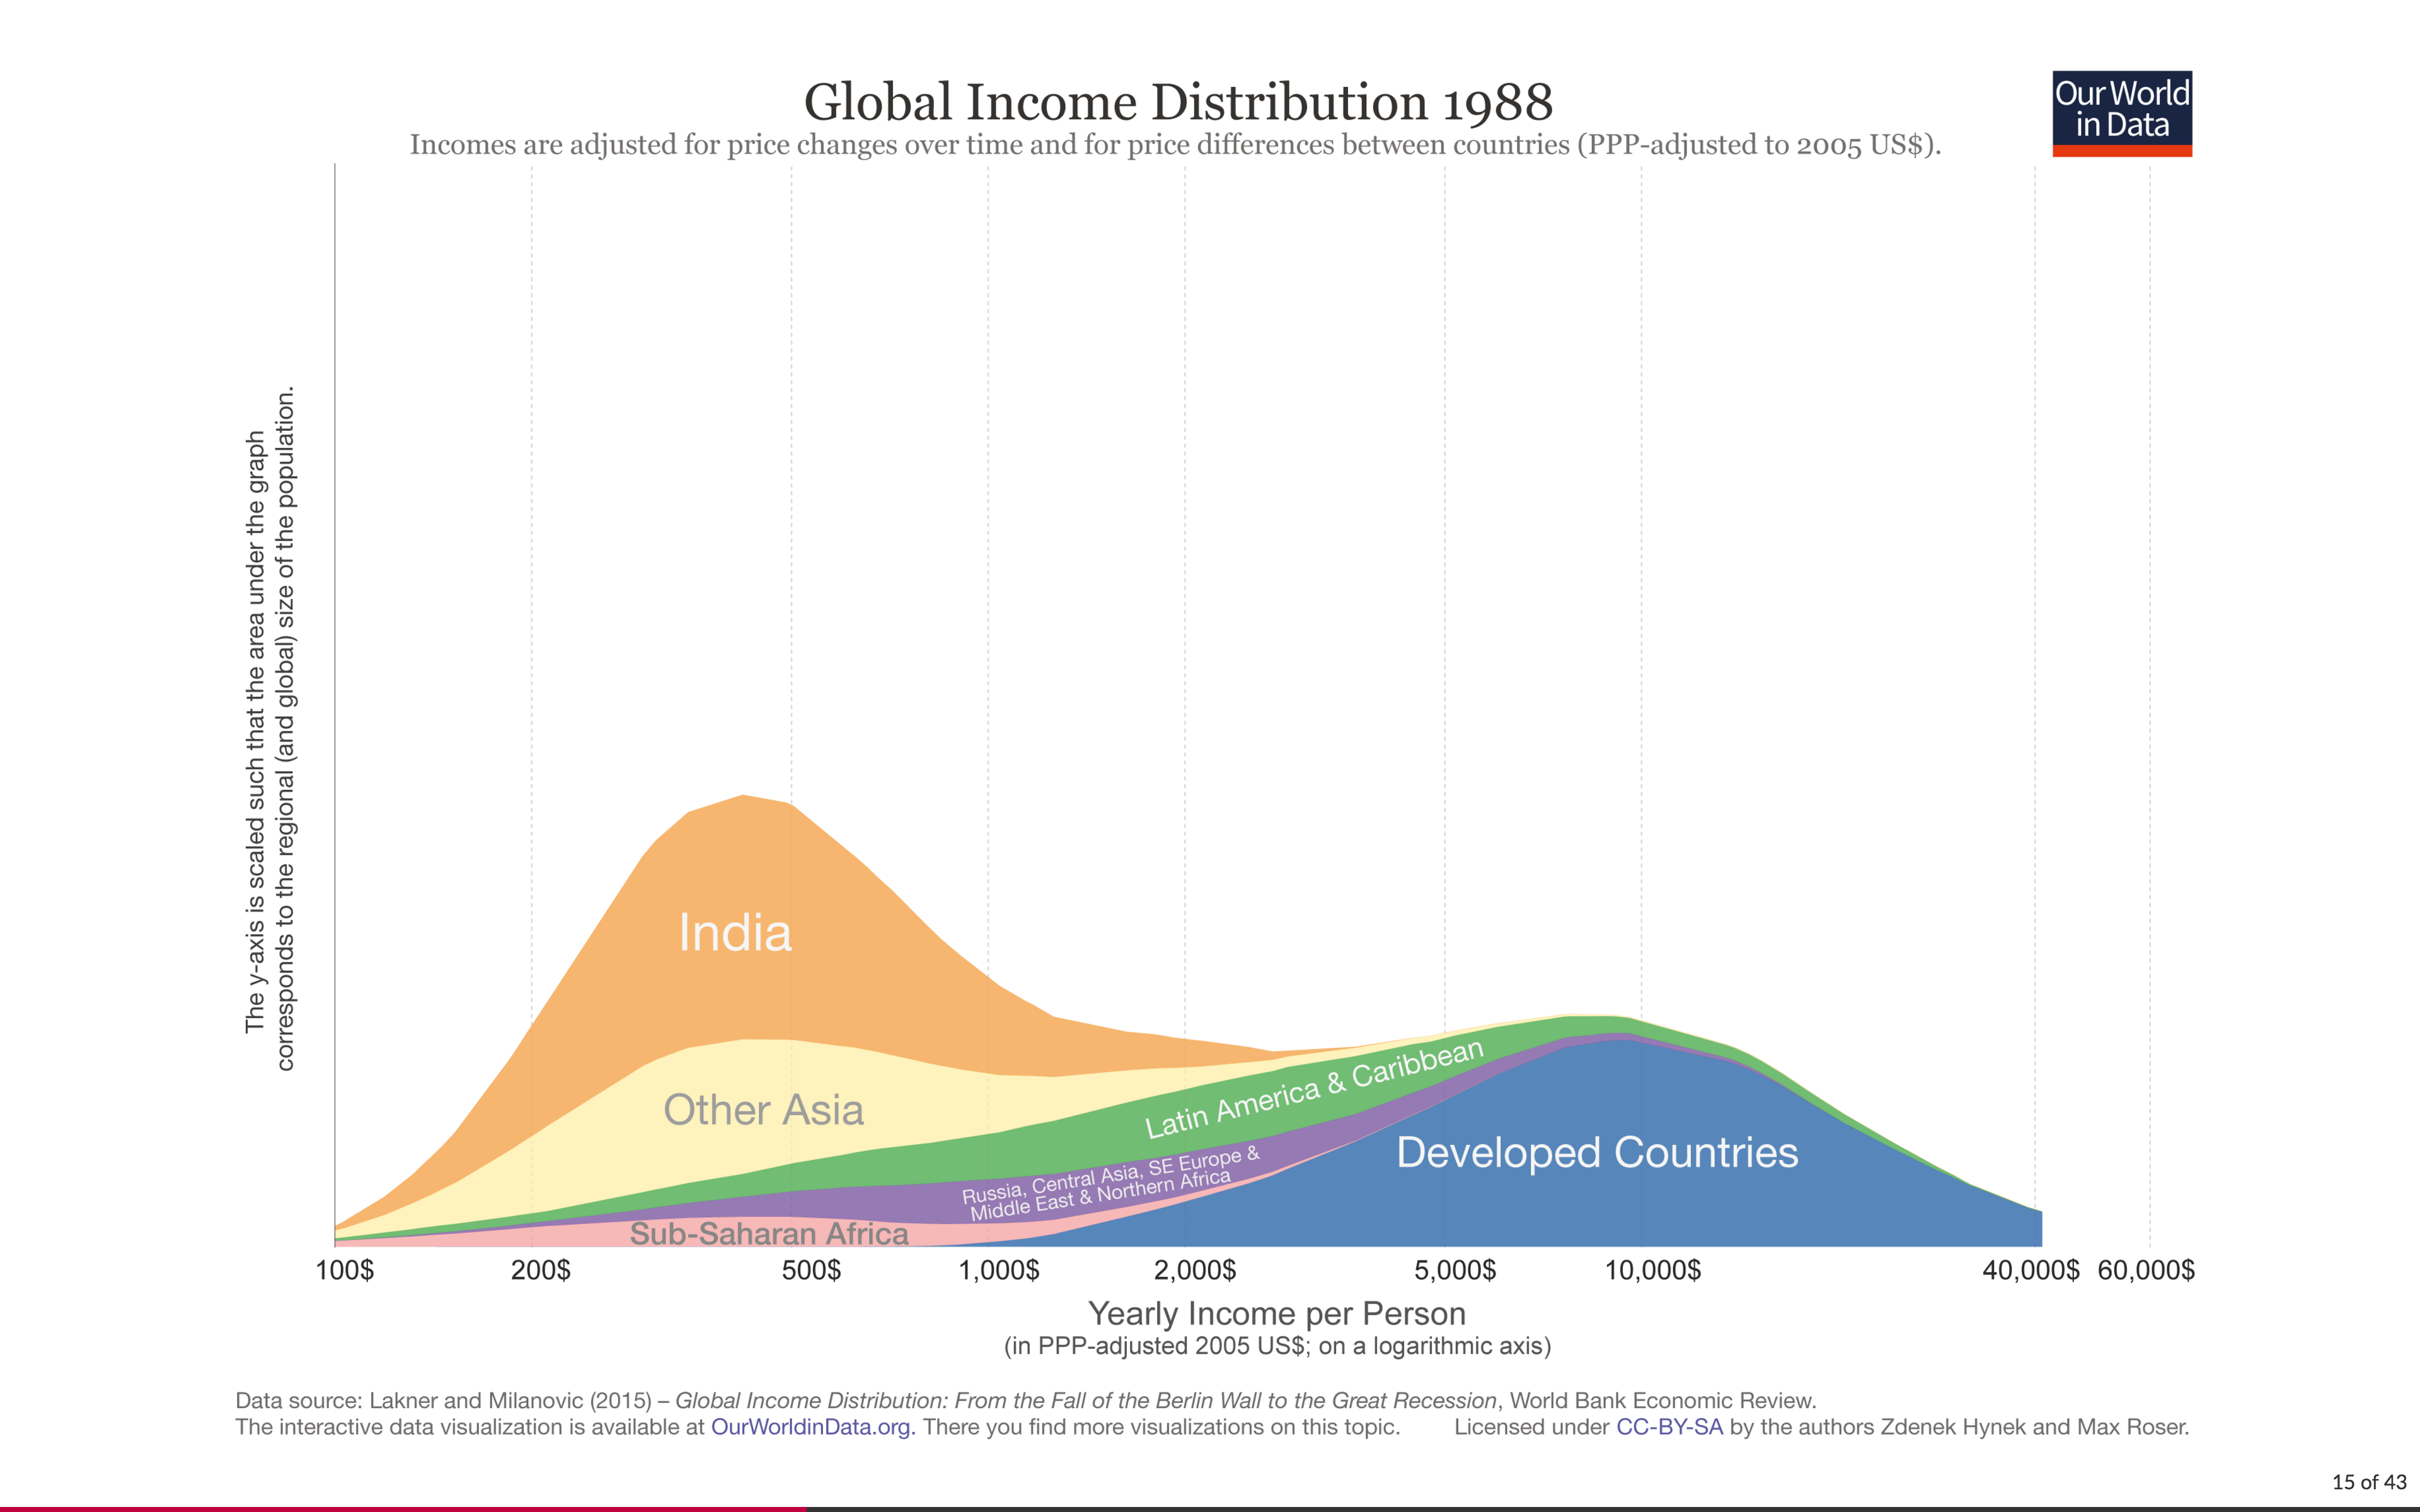 Global Income Distribution 1988
Our World
in Data
Incomes are adjusted for price changes over time and for price differences between countries (PPP-adjusted to 2005 US$).
The y-axis is scaled such that the area under the graph
corresponds to the regional (and global) size of the population.
India
Other Asia
Latin America & Caribbean
Russia, Central Asia, SE Europe &
Middle East & Northern Africa
Sub-Saharan Africa
Developed Countries
100$ 200$ 500$ 1,000$ 2,000$ 5,000$ 10,000$ 40,000$ 60,000$
Yearly Income per Person
(in PPP-adjusted 2005 US$; on a logarithmic axis)
Data source: Lakner and Milanovic (2015) – Global Income Distribution: From the Fall of the Berlin Wall to the Great Recession, World Bank Economic Review.
The interactive data visualization is available at OurWorldinData.org. There you find more visualizations on this topic. Licensed under CC-BY-SA by the authors Zdenek Hynek and Max Roser.
15 of 43